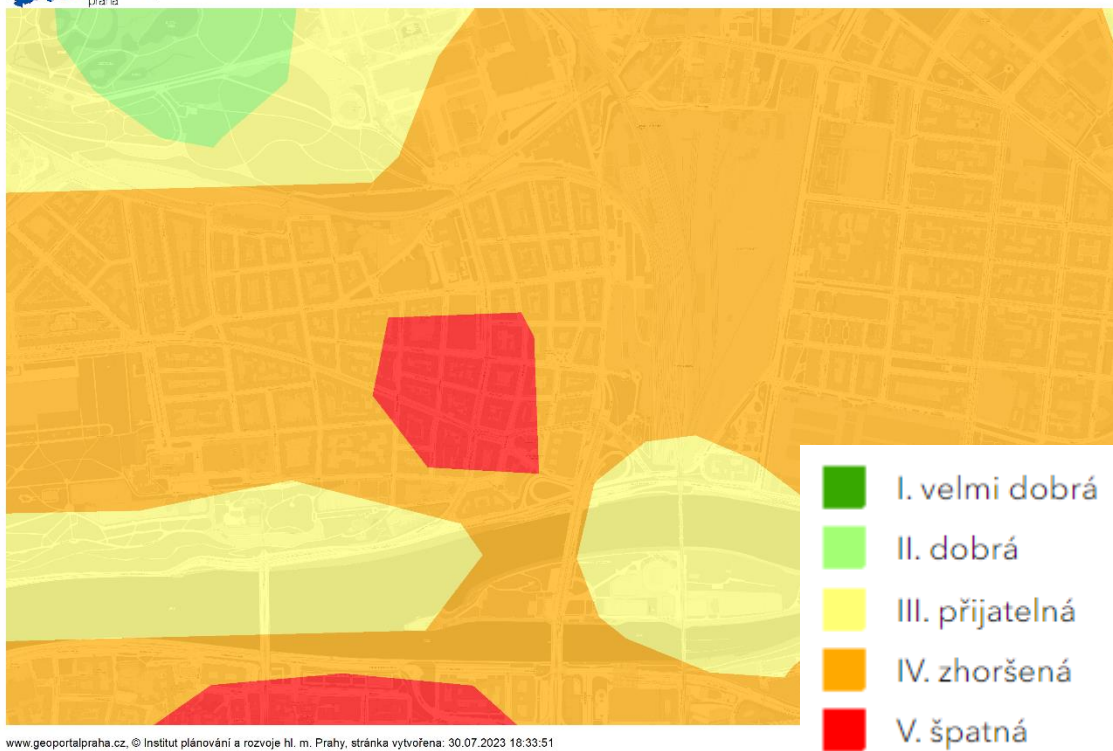 praha
I. velmi dobrá
II. dobrá
III. přijatelná
IV. zhoršená
V. špatná
www.geoportalpraha.cz, © Institut plánování a rozvoje hl. m. Prahy, stránka vytvořena: 30.07.2023 18:33:51